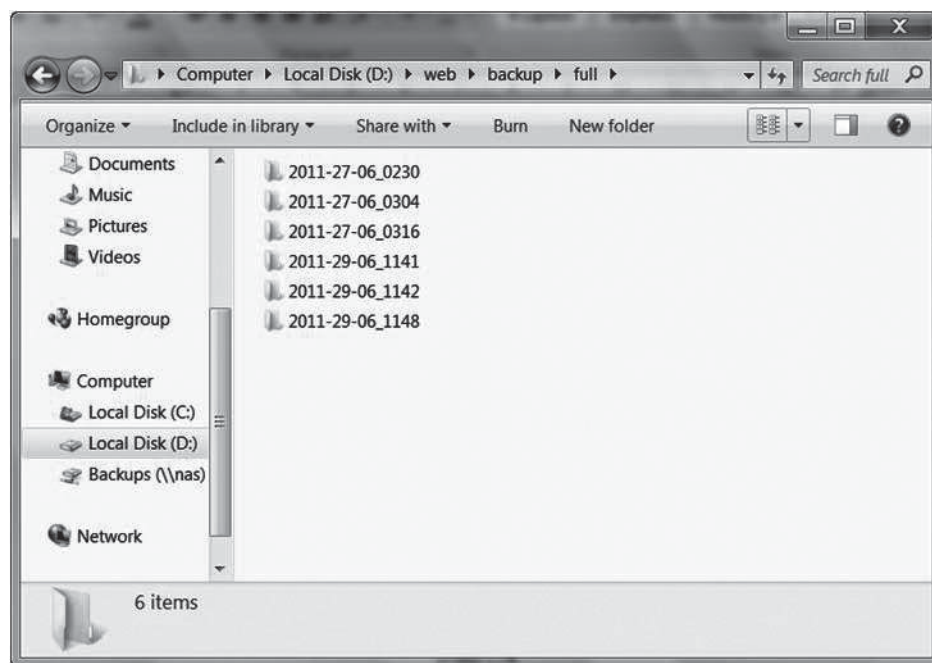 Computer Local Disk (D:) web backup full
Search full
Organize Include in library Share with Burn New folder
Documents
Music
Pictures
Videos
Homegroup
Computer
Local Disk (C:)
Local Disk (D:)
Backups (\\nas)
Network
2011-27-06_0230
2011-27-06_0304
2011-27-06_0316
2011-29-06_1141
2011-29-06_1142
2011-29-06_1148
6 items